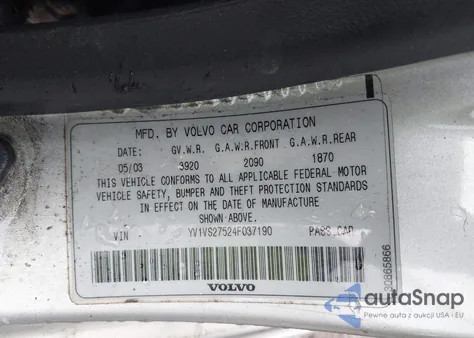 MFD. BY VOLVO CAR CORPORATION
DATE: GV.W.R. G.A.W.R.FRONT G.A.W.R.REAR
05/03 3920 2090 1870
THIS VEHICLE CONFORMS TO ALL APPLICABLE FEDERAL MOTOR
VEHICLE SAFETY, BUMPER AND THEFT PROTECTION STANDARDS
IN EFFECT ON THE DATE OF MANUFACTURE
SHOWN ABOVE.
VIN YV1VS27524F037190 PASS.CAR
VOLVO
30865866
autaSnap
Pewne auta z aukcji USA i EU